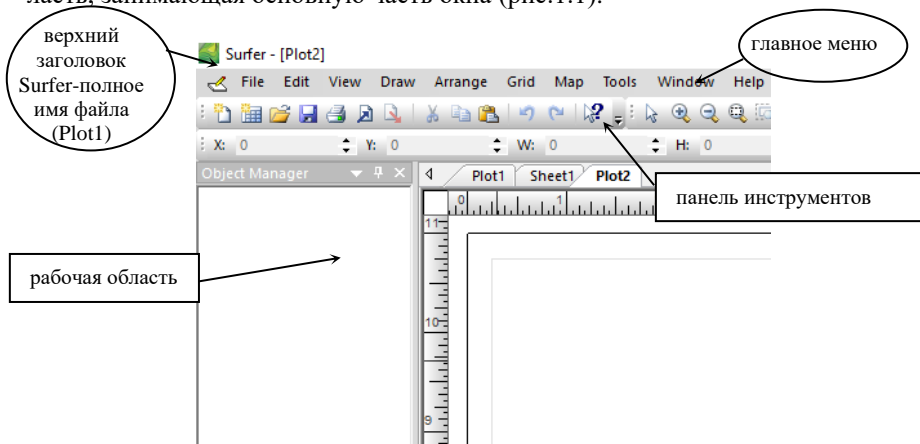 ласть, занимающая основную часть окна (рис.1.1).
верхний
заголовок
Surfer-полное
имя файла
(Plot1)
главное меню
Surfer - [Plot2]
File Edit View Draw Arrange Grid Map Tools Window Help
X: 0 Y: 0 W: 0 H: 0
Object Manager
Plot1 Sheet1 Plot2
панель инструментов
0 1
11
рабочая область
10
9